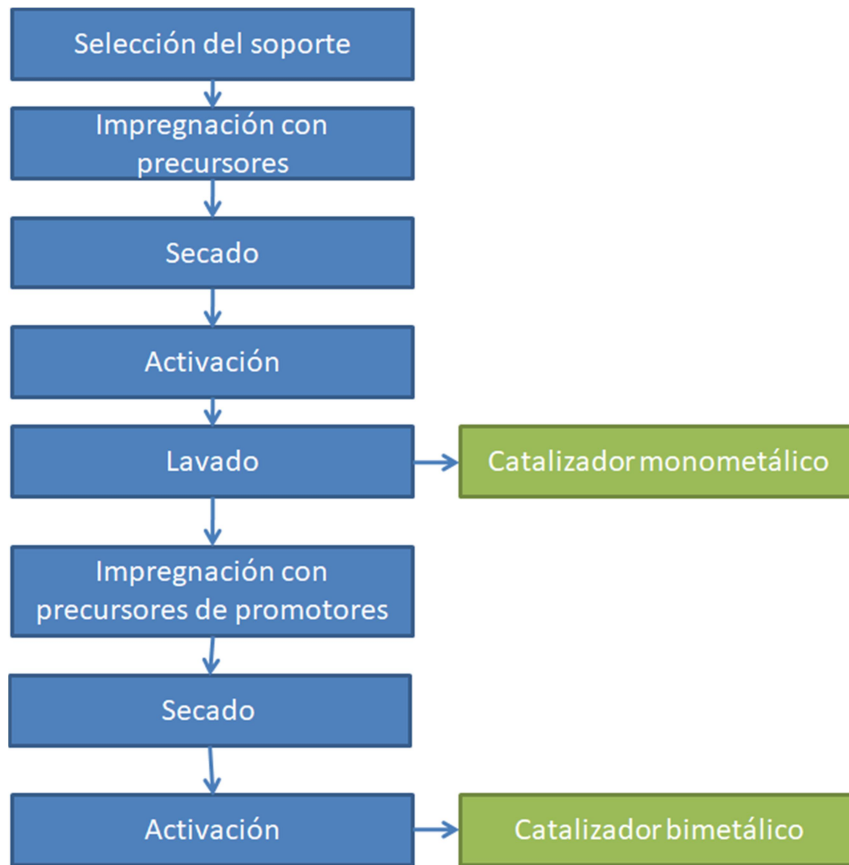 Selección del soporte
Impregnación con
precursores
Secado
Activación
Lavado
Catalizador monometálico
Impregnación con
precursores de promotores
Secado
Activación
Catalizador bimetálico